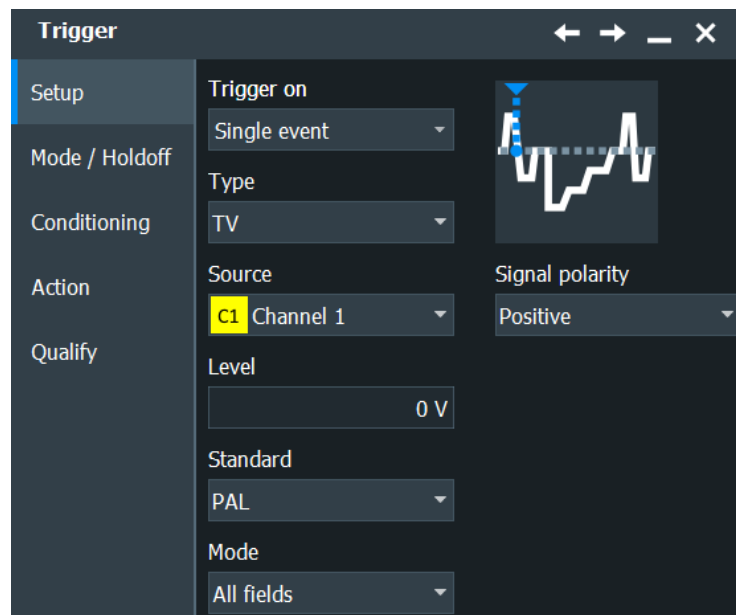 Trigger
Setup
Mode / Holdoff
Conditioning
Action
Qualify
Trigger on
Single event
Type
TV
Source
C1 Channel 1
Level
0 V
Standard
PAL
Mode
All fields
Signal polarity
Positive